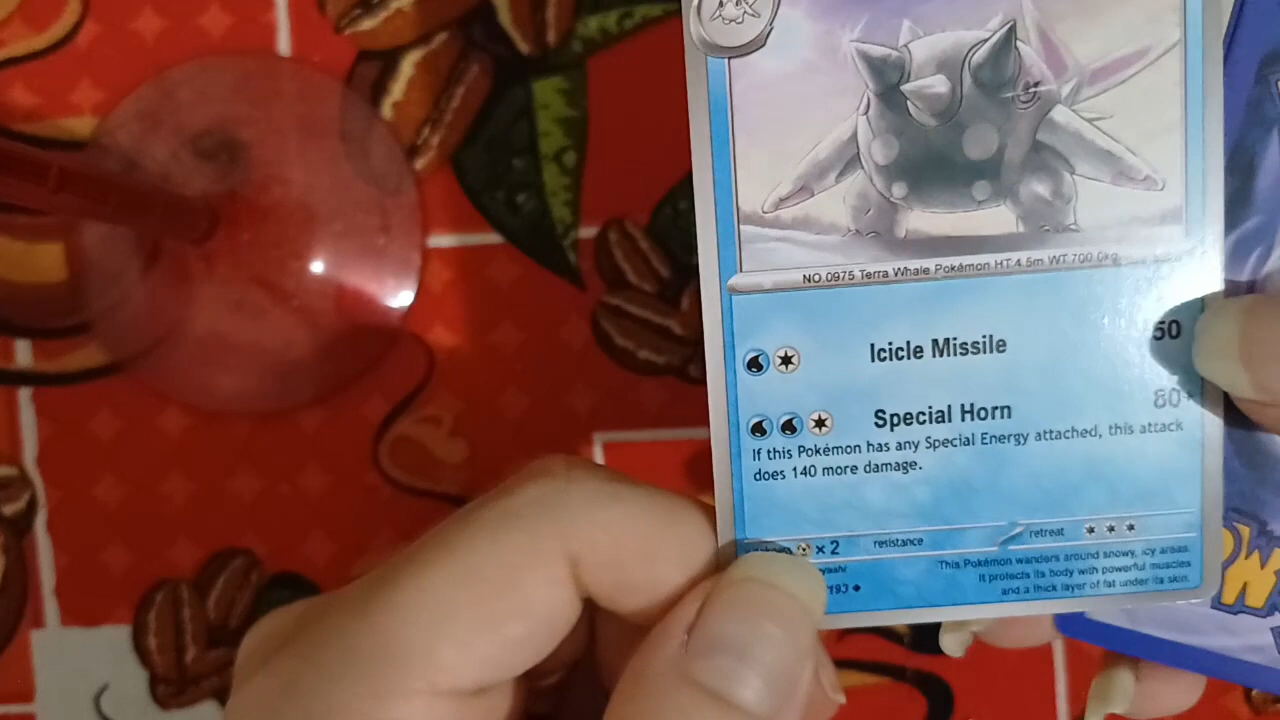 NO.0975 Terra Whale Pokémon HT:4.5m WT:700.0kg
Icicle Missile 50
Special Horn 80+
If this Pokémon has any Special Energy attached, this attack
does 140 more damage.
×2 resistance retreat
This Pokémon wanders around snowy, icy areas.
It protects its body with powerful muscles
and a thick layer of fat under its skin.
193
OW